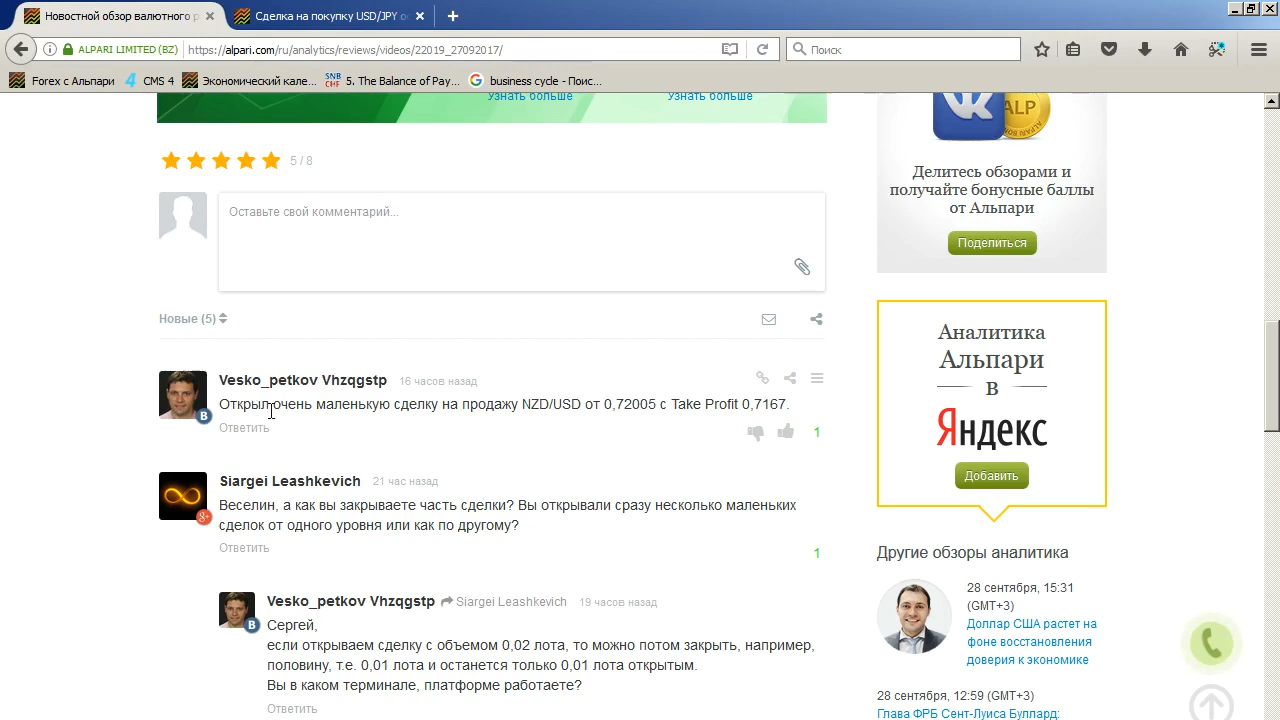 Новостной обзор валютного р
Сделка на покупку USD/JPY о
ALPARI LIMITED (BZ)
https://alpari.com/ru/analytics/reviews/videos/22019_27092017/
Поиск
Forex с Альпари
4 CMS 4
Экономический кале...
SNB 5. The Balance of Pay...
G business cycle - Поис...
Узнать больше
Узнать больше
5 / 8
Оставьте свой комментарий...
Новые (5)
Vesko_petkov Vhzqgstp 16 часов назад
Открыл очень маленькую сделку на продажу NZD/USD от 0,72005 с Take Profit 0,7167.
B
Ответить
1
Siargei Leashkevich 21 час назад
Веселин, а как вы закрываете часть сделки? Вы открывали сразу несколько маленьких
g+
сделок от одного уровня или как по другому?
Ответить
1
Vesko_petkov Vhzqgstp Siargei Leashkevich 19 часов назад
B
Сергей,
если открываем сделку с объемом 0,02 лота, то можно потом закрыть, например,
половину, т.е. 0,01 лота и останется только 0,01 лота открытым.
Вы в каком терминале, платформе работаете?
Ответить
ALP
Делитесь обзорами и
получайте бонусные баллы
от Альпари
Поделиться
Аналитика
Альпари
в
Яндекс
Добавить
Другие обзоры аналитика
28 сентября, 15:31
(GMT+3)
Доллар США растет на
фоне восстановления
доверия к экономике
28 сентября, 12:59 (GMT+3)
Глава ФРБ Сент-Луиса Буллард: